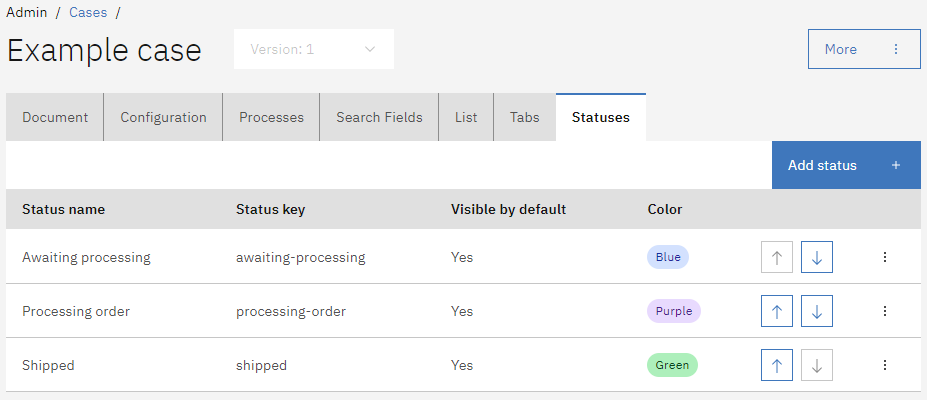 Admin / Cases /
Example case
Version: 1
More
Document Configuration Processes Search Fields List Tabs Statuses
Add status +
Status name Status key Visible by default Color
Awaiting processing awaiting-processing Yes Blue
Processing order processing-order Yes Purple
Shipped shipped Yes Green